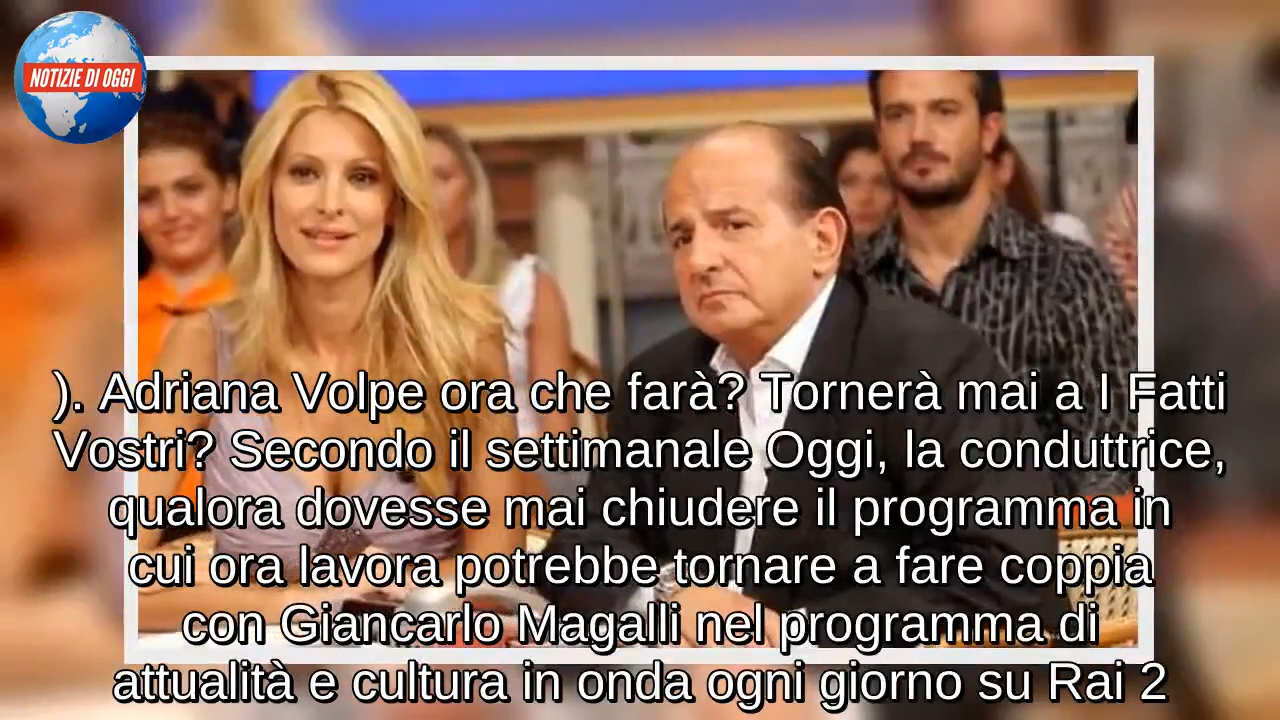 NOTIZIE DI OGGI
). Adriana Volpe ora che farà? Tornerà mai a I Fatti
Vostri? Secondo il settimanale Oggi, la conduttrice,
qualora dovesse mai chiudere il programma in
cui ora lavora potrebbe tornare a fare coppia
con Giancarlo Magalli nel programma di
attualità e cultura in onda ogni giorno su Rai 2